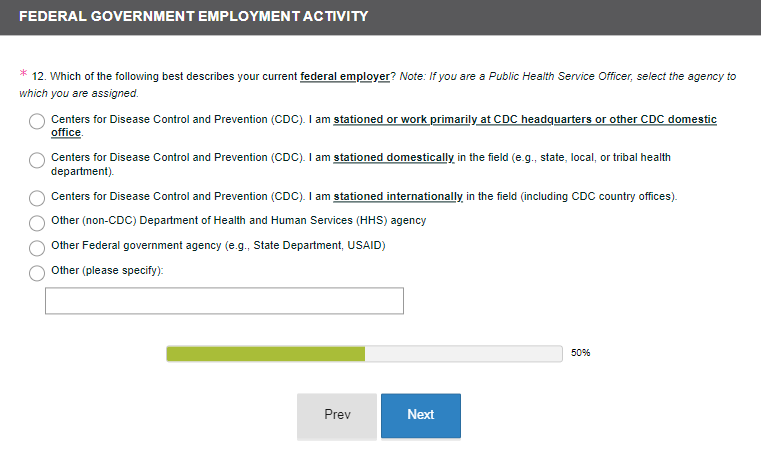 FEDERAL GOVERNMENT EMPLOYMENT ACTIVITY
* 12. Which of the following best describes your current federal employer? Note: If you are a Public Health Service Officer, select the agency to
which you are assigned.
Centers for Disease Control and Prevention (CDC). I am stationed or work primarily at CDC headquarters or other CDC domestic
office.
Centers for Disease Control and Prevention (CDC). I am stationed domestically in the field (e.g., state, local, or tribal health
department).
Centers for Disease Control and Prevention (CDC). I am stationed internationally in the field (including CDC country offices).
Other (non-CDC) Department of Health and Human Services (HHS) agency
Other Federal government agency (e.g., State Department, USAID)
Other (please specify):
50%
Prev Next